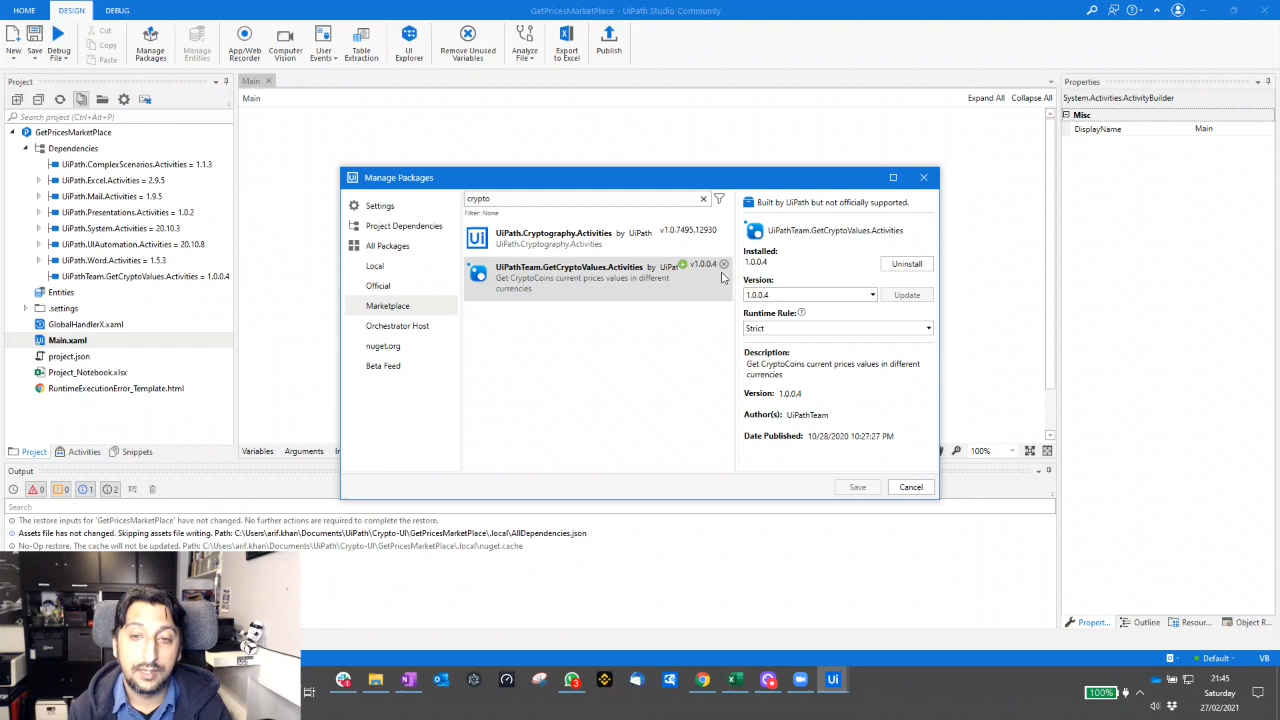 HOME
DESIGN
DEBUG
GetPricesMarketPlace - UiPath Studio Community
New
Save
Debug
File
Cut
Copy
Paste
Manage
Packages
Manage
Entities
App/Web
Recorder
Computer
Vision
User
Events
Table
Extraction
UI
Explorer
Remove Unused
Variables
Analyze
File
Export
to Excel
Publish
Project
Search project (Ctrl+Alt+P)
GetPricesMarketPlace
Dependencies
UiPath.ComplexScenarios.Activities = 1.1.3
UiPath.Excel.Activities = 2.9.5
UiPath.Mail.Activities = 1.9.5
UiPath.Presentations.Activities = 1.0.2
UiPath.System.Activities = 20.10.3
UiPath.UIAutomation.Activities = 20.10.8
UiPath.Word.Activities = 1.5.3
UiPathTeam.GetCryptoValues.Activities = 1.0.0.4
Entities
.settings
GlobalHandlerX.xaml
Main.xaml
project.json
Project_Notebook.xlsx
RuntimeExecutionError_Template.html
Project
Activities
Snippets
Main
Main
Expand All
Collapse All
Variables
Arguments
100%
Manage Packages
Settings
Project Dependencies
All Packages
Local
Official
Marketplace
Orchestrator Host
nuget.org
Beta Feed
crypto
Filter: None
UiPath.Cryptography.Activities by UiPath
v1.0.7495.12930
UiPath.Cryptography.Activities
UiPathTeam.GetCryptoValues.Activities by UiPat
v1.0.0.4
Get CryptoCoins current prices values in different
currencies
Built by UiPath but not officially supported.
UiPathTeam.GetCryptoValues.Activities
Installed:
1.0.0.4
Uninstall
Version:
1.0.0.4
Update
Runtime Rule:
Strict
Description:
Get CryptoCoins current prices values in different
currencies
Version: 1.0.0.4
Author(s): UiPathTeam
Date Published: 10/28/2020 10:27:27 PM
Save
Cancel
Properties
System.Activities.ActivityBuilder
Misc
DisplayName
Main
Output
0
0
1
2
Search
The restore inputs for 'GetPricesMarketPlace' have not changed. No further actions are required to complete the restore.
Assets file has not changed. Skipping assets file writing. Path: C:\Users\arif.khan\Documents\UiPath\Crypto-UI\GetPricesMarketPlace\.local\AllDependencies.json
No-Op restore. The cache will not be updated. Path: C:\Users\arif.khan\Documents\UiPath\Crypto-UI\GetPricesMarketPlace\.local\nuget.cache
Propert...
Outline
Resour...
Object R...
Default
VB
3
Ui
100%
21:45
Saturday
27/02/2021